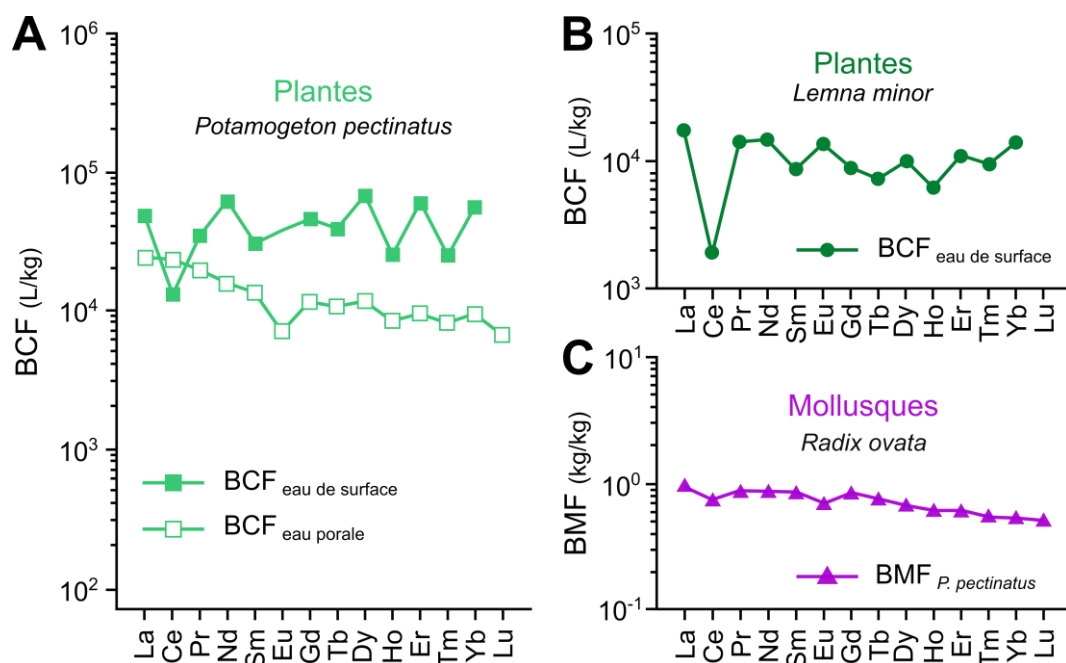 A
10^6
10^5
10^4
10^3
10^2
BCF (L/kg)
Plantes
Potamogeton pectinatus
BCF eau de surface
BCF eau porale
La Ce Pr Nd Sm Eu Gd Tb Dy Ho Er Tm Yb Lu
B
10^5
10^4
10^3
BCF (L/kg)
Plantes
Lemna minor
BCF eau de surface
La Ce Pr Nd Sm Eu Gd Tb Dy Ho Er Tm Yb Lu
C
10^1
10^0
10^-1
BMF (kg/kg)
Mollusques
Radix ovata
BMF P. pectinatus
La Ce Pr Nd Sm Eu Gd Tb Dy Ho Er Tm Yb Lu